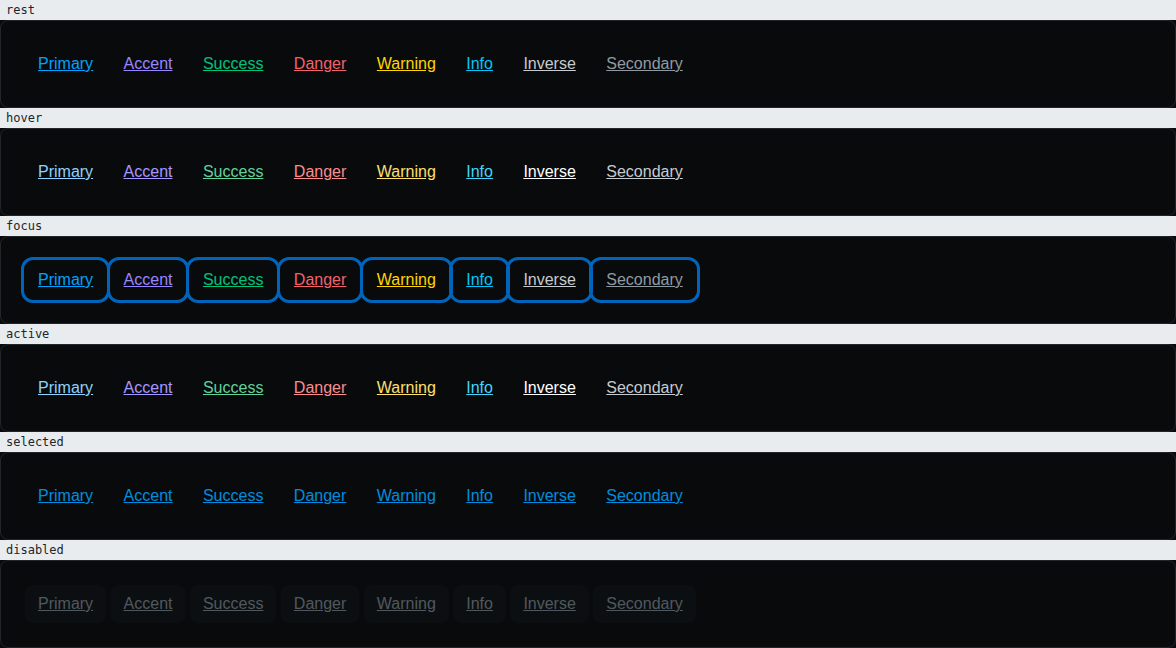 rest
Primary Accent Success Danger Warning Info Inverse Secondary
hover
Primary Accent Success Danger Warning Info Inverse Secondary
focus
Primary Accent Success Danger Warning Info Inverse Secondary
active
Primary Accent Success Danger Warning Info Inverse Secondary
selected
Primary Accent Success Danger Warning Info Inverse Secondary
disabled
Primary Accent Success Danger Warning Info Inverse Secondary